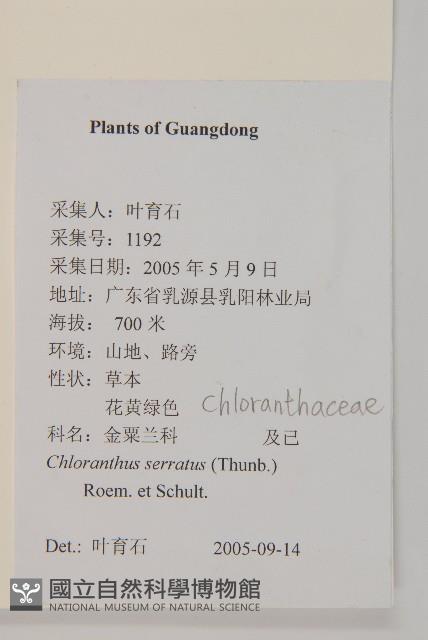 Plants of Guangdong
采集人：叶育石
采集号：1192
采集日期：2005 年 5 月 9 日
地址：广东省乳源县乳阳林业局
海拔： 700 米
环境：山地、路旁
性状：草本
花黄绿色 Chloranthaceae
科名：金粟兰科 及已
Chloranthus serratus (Thunb.)
Roem. et Schult.
Det.: 叶育石 2005-09-14
國立自然科學博物館
NATIONAL MUSEUM OF NATURAL SCIENCE